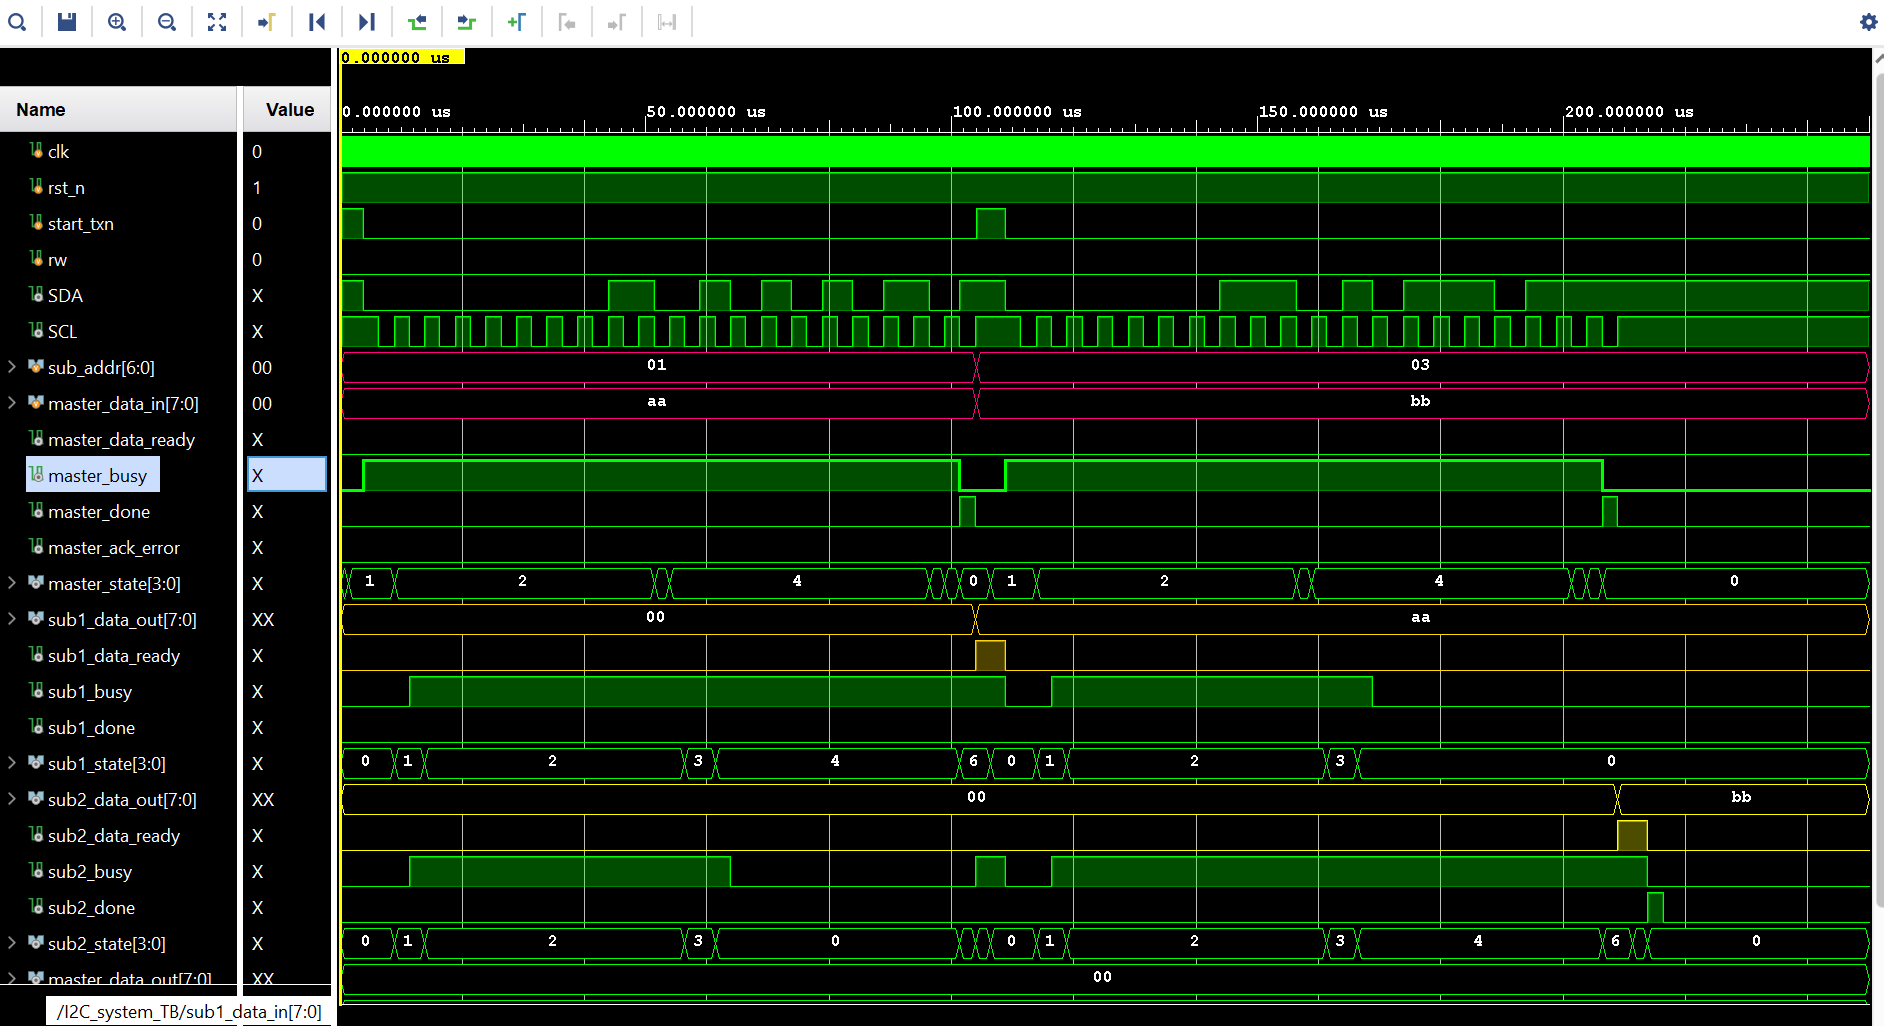 0.000000 us
Name Value
0.000000 us 50.000000 us 100.000000 us 150.000000 us 200.000000 us
clk 0
rst_n 1
start_txn 0
rw 0
SDA X
SCL X
sub_addr[6:0] 00 01 03
master_data_in[7:0] 00 aa bb
master_data_ready X
master_busy X
master_done X
master_ack_error X
master_state[3:0] X 1 2 4 0 1 2 4 0
sub1_data_out[7:0] XX 00 aa
sub1_data_ready X
sub1_busy X
sub1_done X
sub1_state[3:0] X 0 1 2 3 4 6 0 1 2 3 0
sub2_data_out[7:0] XX 00 bb
sub2_data_ready X
sub2_busy X
sub2_done X
sub2_state[3:0] X 0 1 2 3 0 0 1 2 3 4 6 0
master_data_out[7:0] XX 00
/I2C_system_TB/sub1_data_in[7:0]